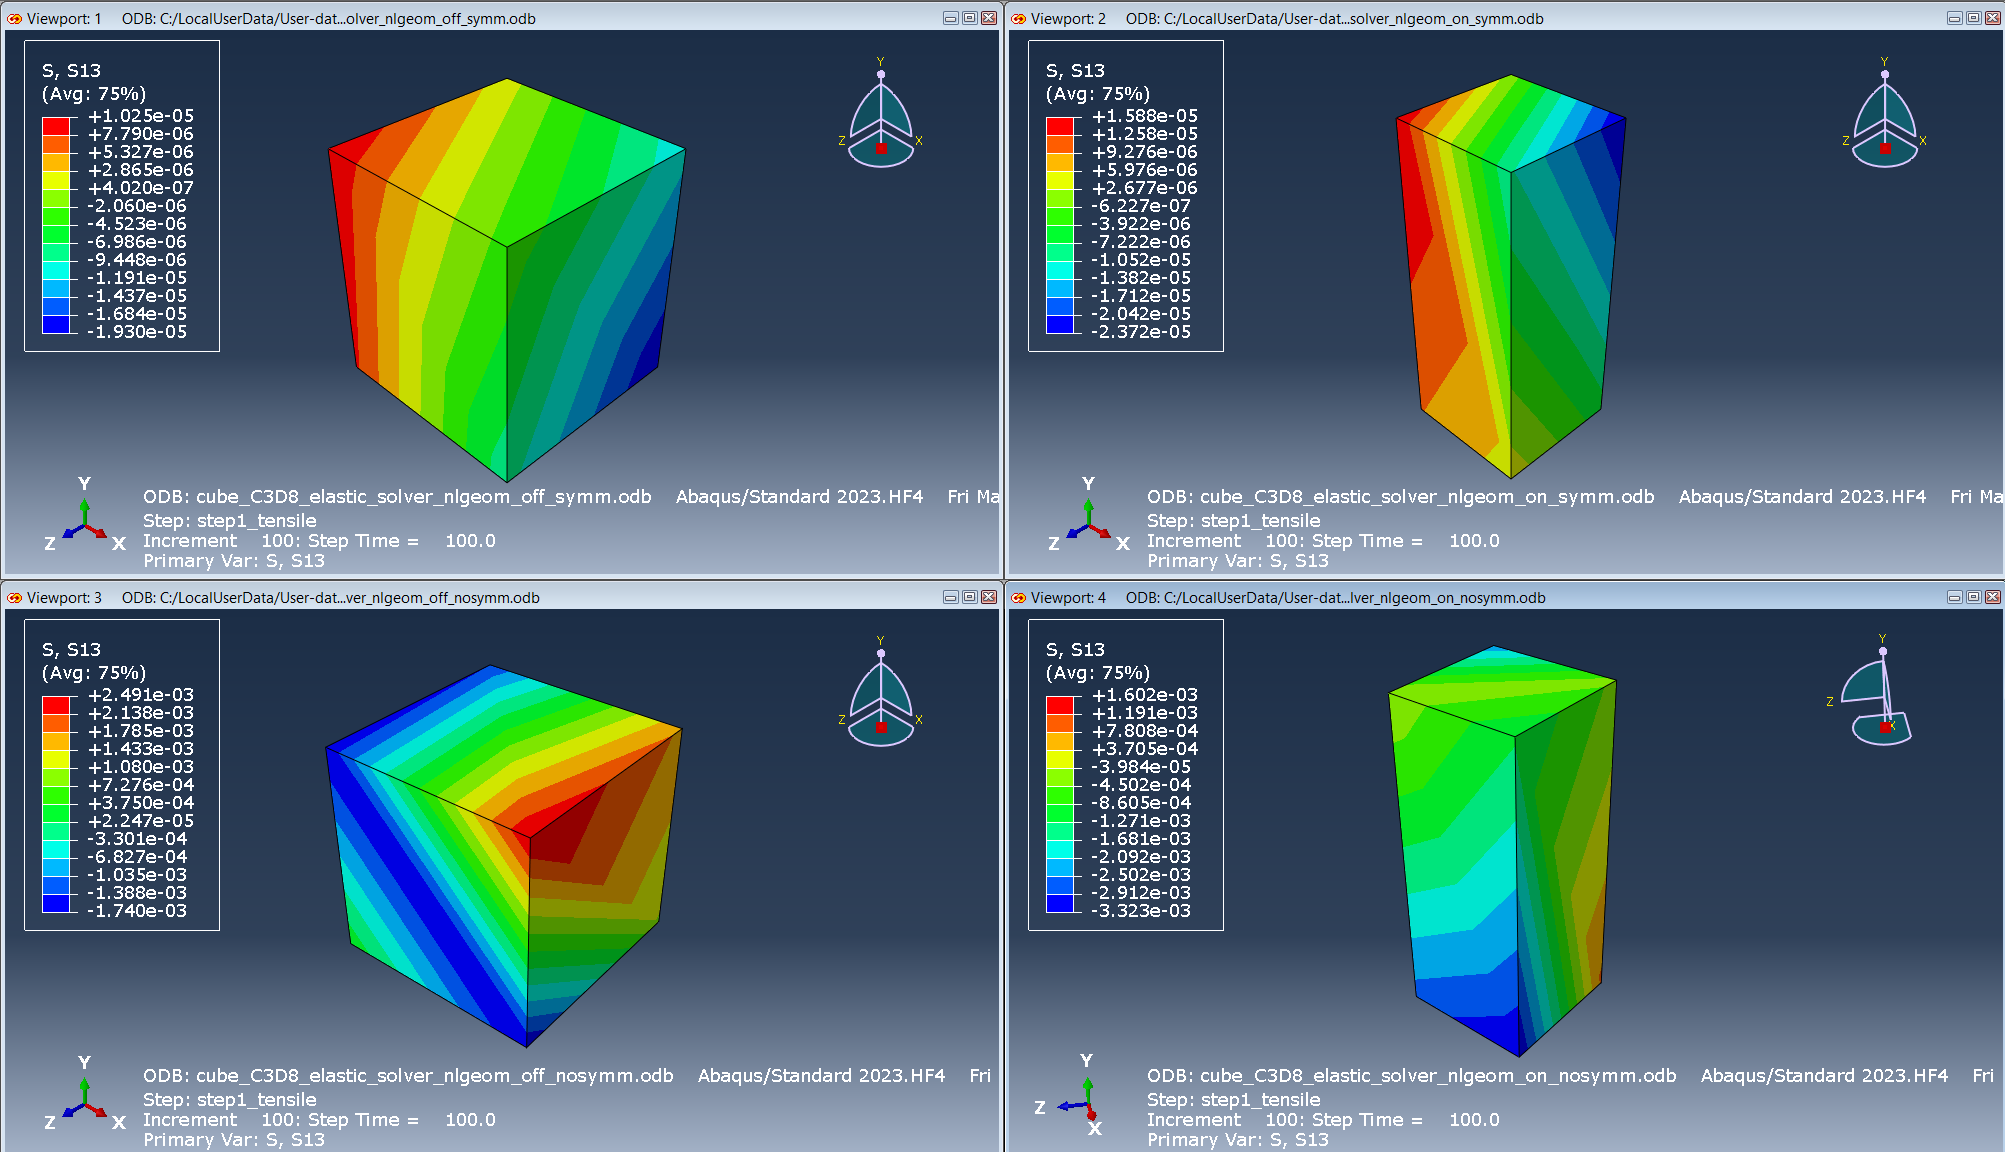 Viewport: 1 ODB: C:/LocalUserData/User-dat...olver_nlgeom_off_symm.odb
S, S13
(Avg: 75%)
+1.025e-05
+7.790e-06
+5.327e-06
+2.865e-06
+4.020e-07
-2.060e-06
-4.523e-06
-6.986e-06
-9.448e-06
-1.191e-05
-1.437e-05
-1.684e-05
-1.930e-05
Y
Z X
Y
Z X
ODB: cube_C3D8_elastic_solver_nlgeom_off_symm.odb Abaqus/Standard 2023.HF4 Fri Ma
Step: step1_tensile
Increment 100: Step Time = 100.0
Primary Var: S, S13
Viewport: 2 ODB: C:/LocalUserData/User-dat...solver_nlgeom_on_symm.odb
S, S13
(Avg: 75%)
+1.588e-05
+1.258e-05
+9.276e-06
+5.976e-06
+2.677e-06
-6.227e-07
-3.922e-06
-7.222e-06
-1.052e-05
-1.382e-05
-1.712e-05
-2.042e-05
-2.372e-05
Y
Z X
Y
Z X
ODB: cube_C3D8_elastic_solver_nlgeom_on_symm.odb Abaqus/Standard 2023.HF4 Fri Ma
Step: step1_tensile
Increment 100: Step Time = 100.0
Primary Var: S, S13
Viewport: 3 ODB: C:/LocalUserData/User-dat...ver_nlgeom_off_nosymm.odb
S, S13
(Avg: 75%)
+2.491e-03
+2.138e-03
+1.785e-03
+1.433e-03
+1.080e-03
+7.276e-04
+3.750e-04
+2.247e-05
-3.301e-04
-6.827e-04
-1.035e-03
-1.388e-03
-1.740e-03
Y
Z X
Y
Z X
ODB: cube_C3D8_elastic_solver_nlgeom_off_nosymm.odb Abaqus/Standard 2023.HF4 Fri
Step: step1_tensile
Increment 100: Step Time = 100.0
Primary Var: S, S13
Viewport: 4 ODB: C:/LocalUserData/User-dat...lver_nlgeom_on_nosymm.odb
S, S13
(Avg: 75%)
+1.602e-03
+1.191e-03
+7.808e-04
+3.705e-04
-3.984e-05
-4.502e-04
-8.605e-04
-1.271e-03
-1.681e-03
-2.092e-03
-2.502e-03
-2.912e-03
-3.323e-03
Y
Z X
Y
Z
X
ODB: cube_C3D8_elastic_solver_nlgeom_on_nosymm.odb Abaqus/Standard 2023.HF4 Fri
Step: step1_tensile
Increment 100: Step Time = 100.0
Primary Var: S, S13